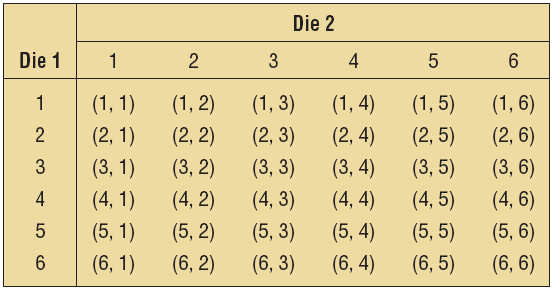 Die 2
Die 1 1 2 3 4 5 6
1 (1, 1) (1, 2) (1, 3) (1, 4) (1, 5) (1, 6)
2 (2, 1) (2, 2) (2, 3) (2, 4) (2, 5) (2, 6)
3 (3, 1) (3, 2) (3, 3) (3, 4) (3, 5) (3, 6)
4 (4, 1) (4, 2) (4, 3) (4, 4) (4, 5) (4, 6)
5 (5, 1) (5, 2) (5, 3) (5, 4) (5, 5) (5, 6)
6 (6, 1) (6, 2) (6, 3) (6, 4) (6, 5) (6, 6)